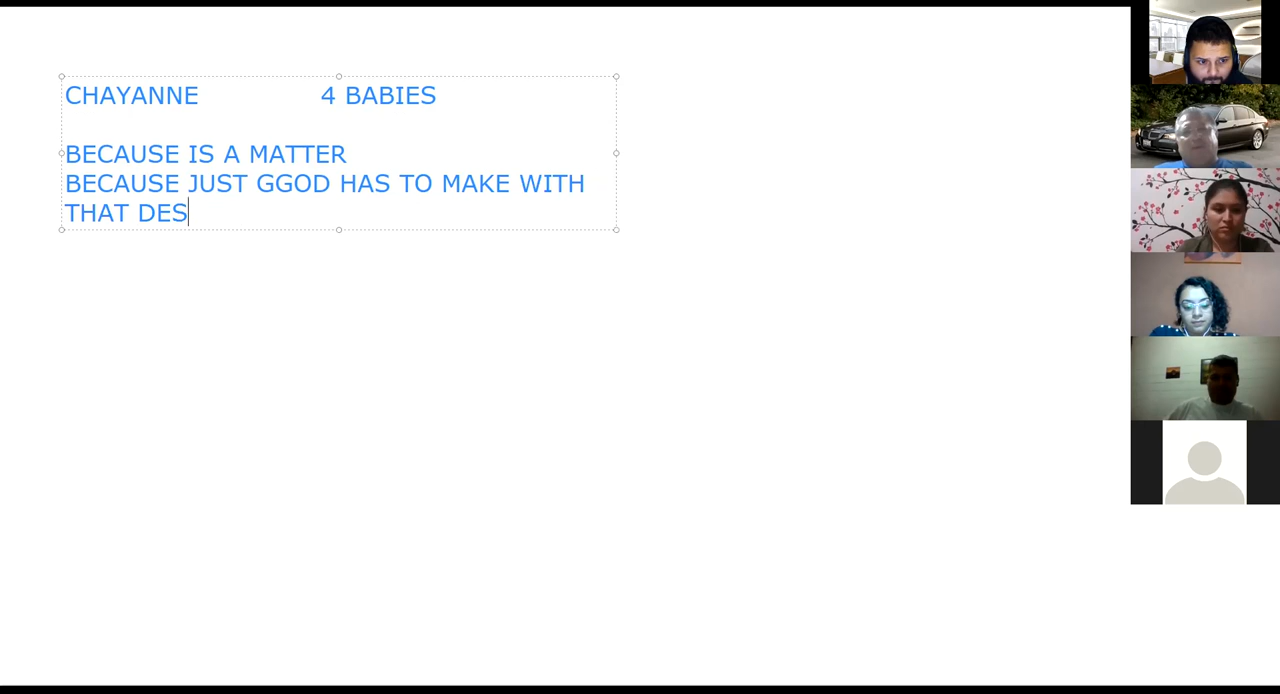 CHAYANNE 4 BABIES
BECAUSE IS A MATTER
BECAUSE JUST GGOD HAS TO MAKE WITH
THAT DES